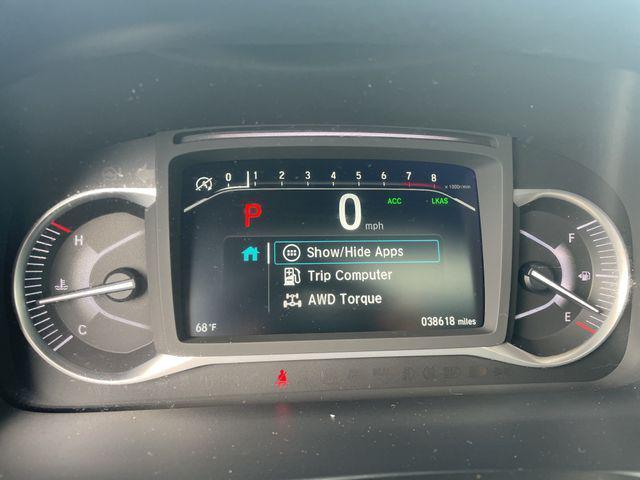 0 1 2 3 4 5 6 7 8 x 1000r/min
ACC LKAS
P 0 mph
H
C
Show/Hide Apps
Trip Computer
AWD Torque
68°F
038618 miles
F
E